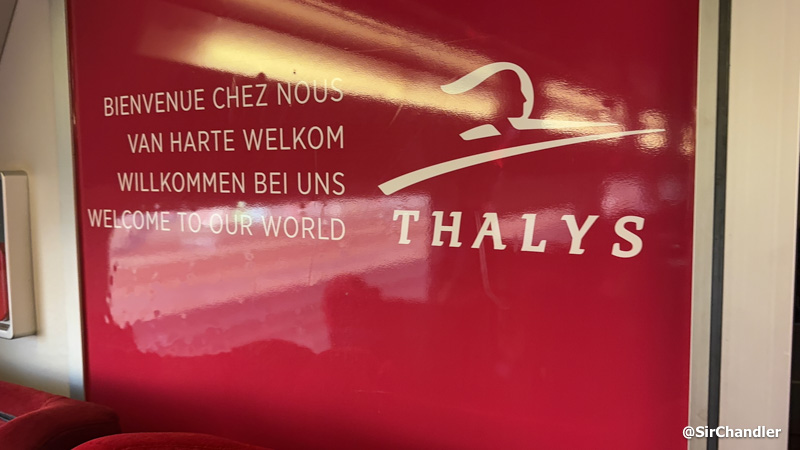 BIENVENUE CHEZ NOUS
VAN HARTE WELKOM
WILLKOMMEN BEI UNS
WELCOME TO OUR WORLD
THALYS
@SirChandler